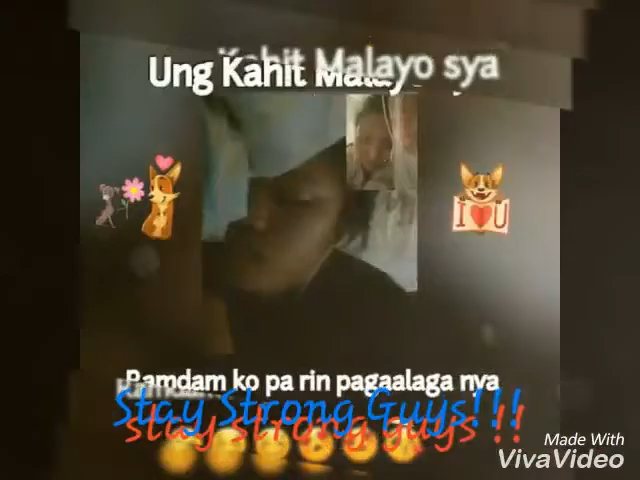 Ung Kahit Malayo sya
I ❤ U
Ramdam ko pa rin pagaalaga nya
Stay Strong Guys!!!
stay strong guys !!
Made With
VivaVideo